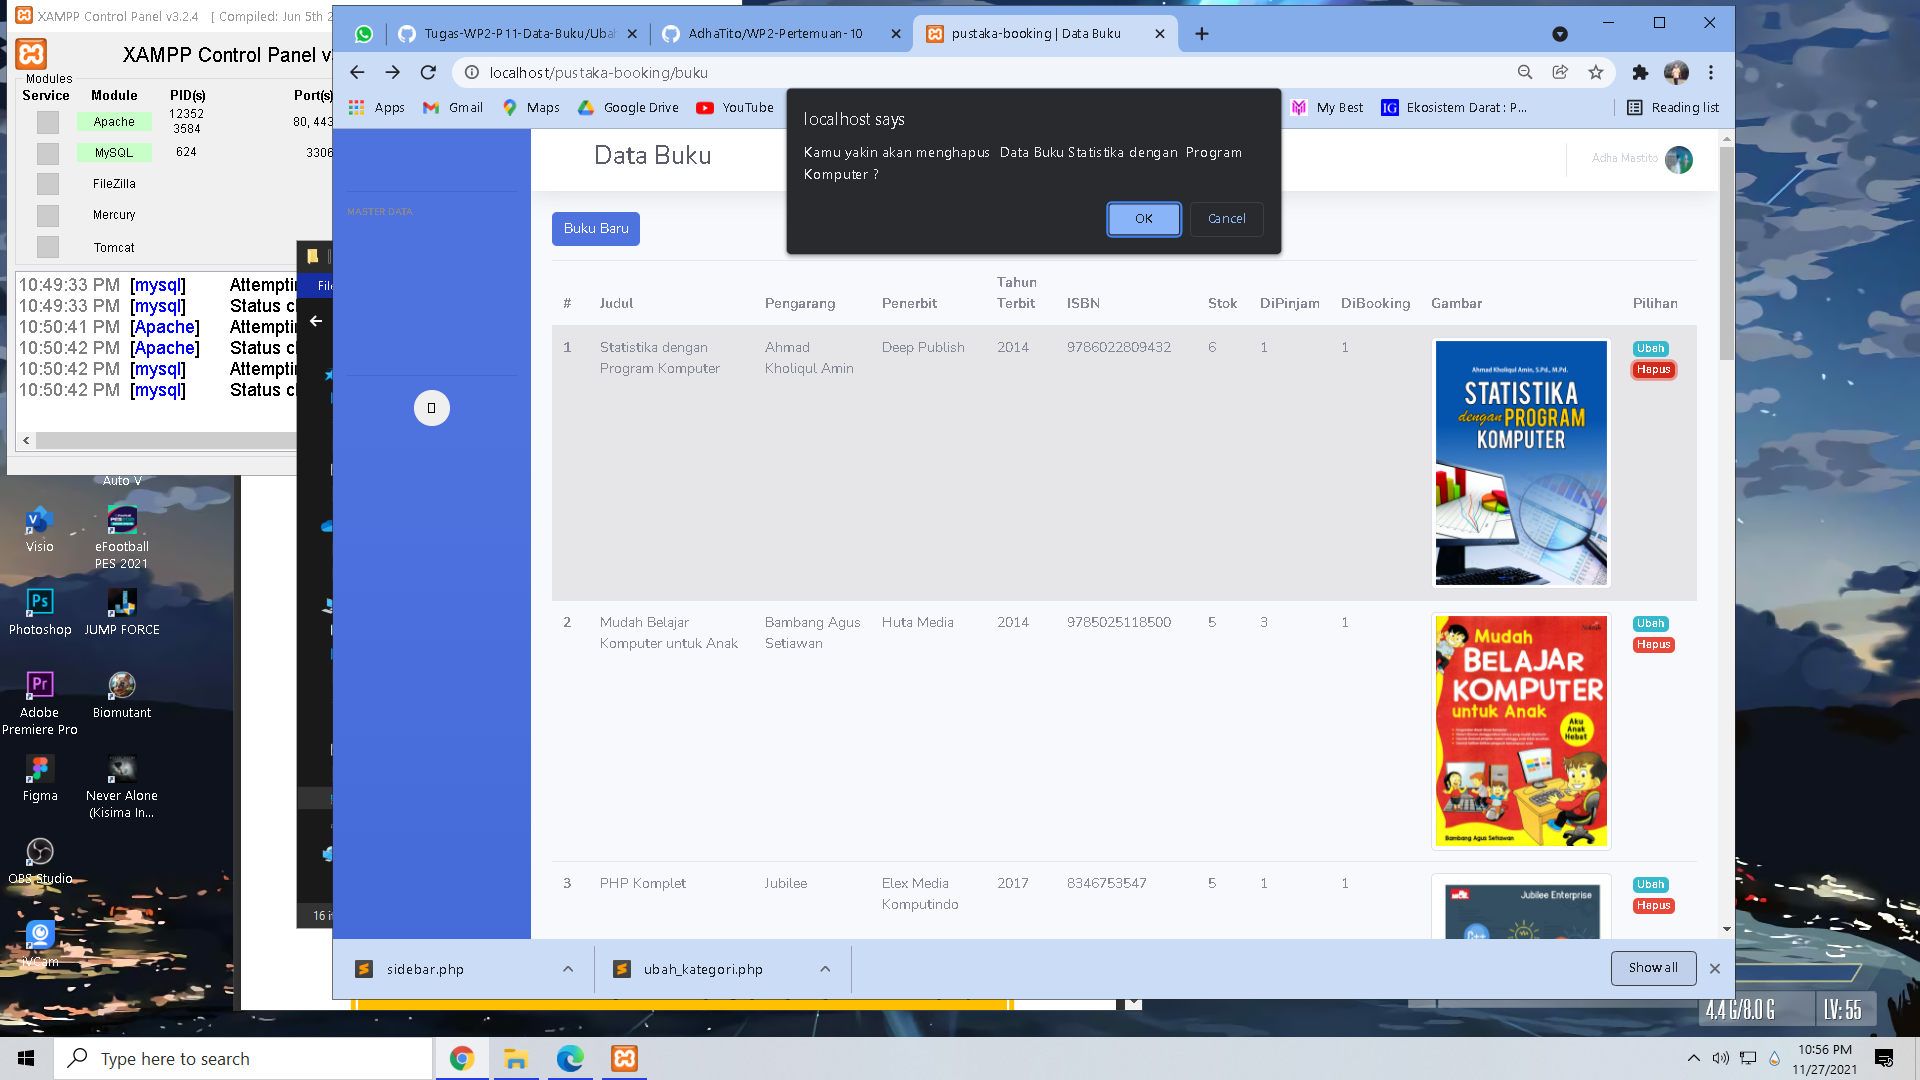 XAMPP Control Panel v3.2.4 [ Compiled: Jun 5th 2
XAMPP Control Panel v
Modules
Service Module PID(s) Port(s)
Apache 12352 3584 80, 443
MySQL 624 3306
FileZilla
Mercury
Tomcat
10:49:33 PM [mysql] Attemptin
10:49:33 PM [mysql] Status c
10:50:41 PM [Apache] Attemptin
10:50:42 PM [Apache] Status c
10:50:42 PM [mysql] Attemptin
10:50:42 PM [mysql] Status c
Auto V
Visio
eFootball
PES 2021
Photoshop
JUMP FORCE
Adobe
Premiere Pro
Biomutant
Figma
Never Alone
(Kisima In...
OBS Studio
iVCam
File
16 it
Tugas-WP2-P11-Data-Buku/Ubah
AdhaTito/WP2-Pertemuan-10
pustaka-booking | Data Buku
localhost/pustaka-booking/buku
Apps Gmail Maps Google Drive YouTube My Best Ekosistem Darat : P... Reading list
localhost says
Kamu yakin akan menghapus Data Buku Statistika dengan Program
Komputer ?
OK Cancel
Data Buku
Adha Mastito
MASTER DATA
Buku Baru
# Judul Pengarang Penerbit Tahun Terbit ISBN Stok DiPinjam DiBooking Gambar Pilihan
1 Statistika dengan Program Komputer Ahmad Kholiqul Amin Deep Publish 2014 9786022809432 6 1 1 Ubah
Hapus
Ahmad Kholiqul Amin, S.Pd., M.Pd.
STATISTIKA
dengan PROGRAM
KOMPUTER
2 Mudah Belajar Komputer untuk Anak Bambang Agus Setiawan Huta Media 2014 9785025118500 5 3 1 Ubah
Hapus
Mudah
BELAJAR
KOMPUTER
untuk Anak
Aku
Anak
Hebat
Bambang Agus Setiawan
3 PHP Komplet Jubilee Elex Media Komputindo 2017 8346753547 5 1 1 Ubah
Hapus
Jubilee Enterprise
C++
sidebar.php
ubah_kategori.php
Show all
4.4 G/8.0 G
LV: 55
Type here to search
10:56 PM
11/27/2021